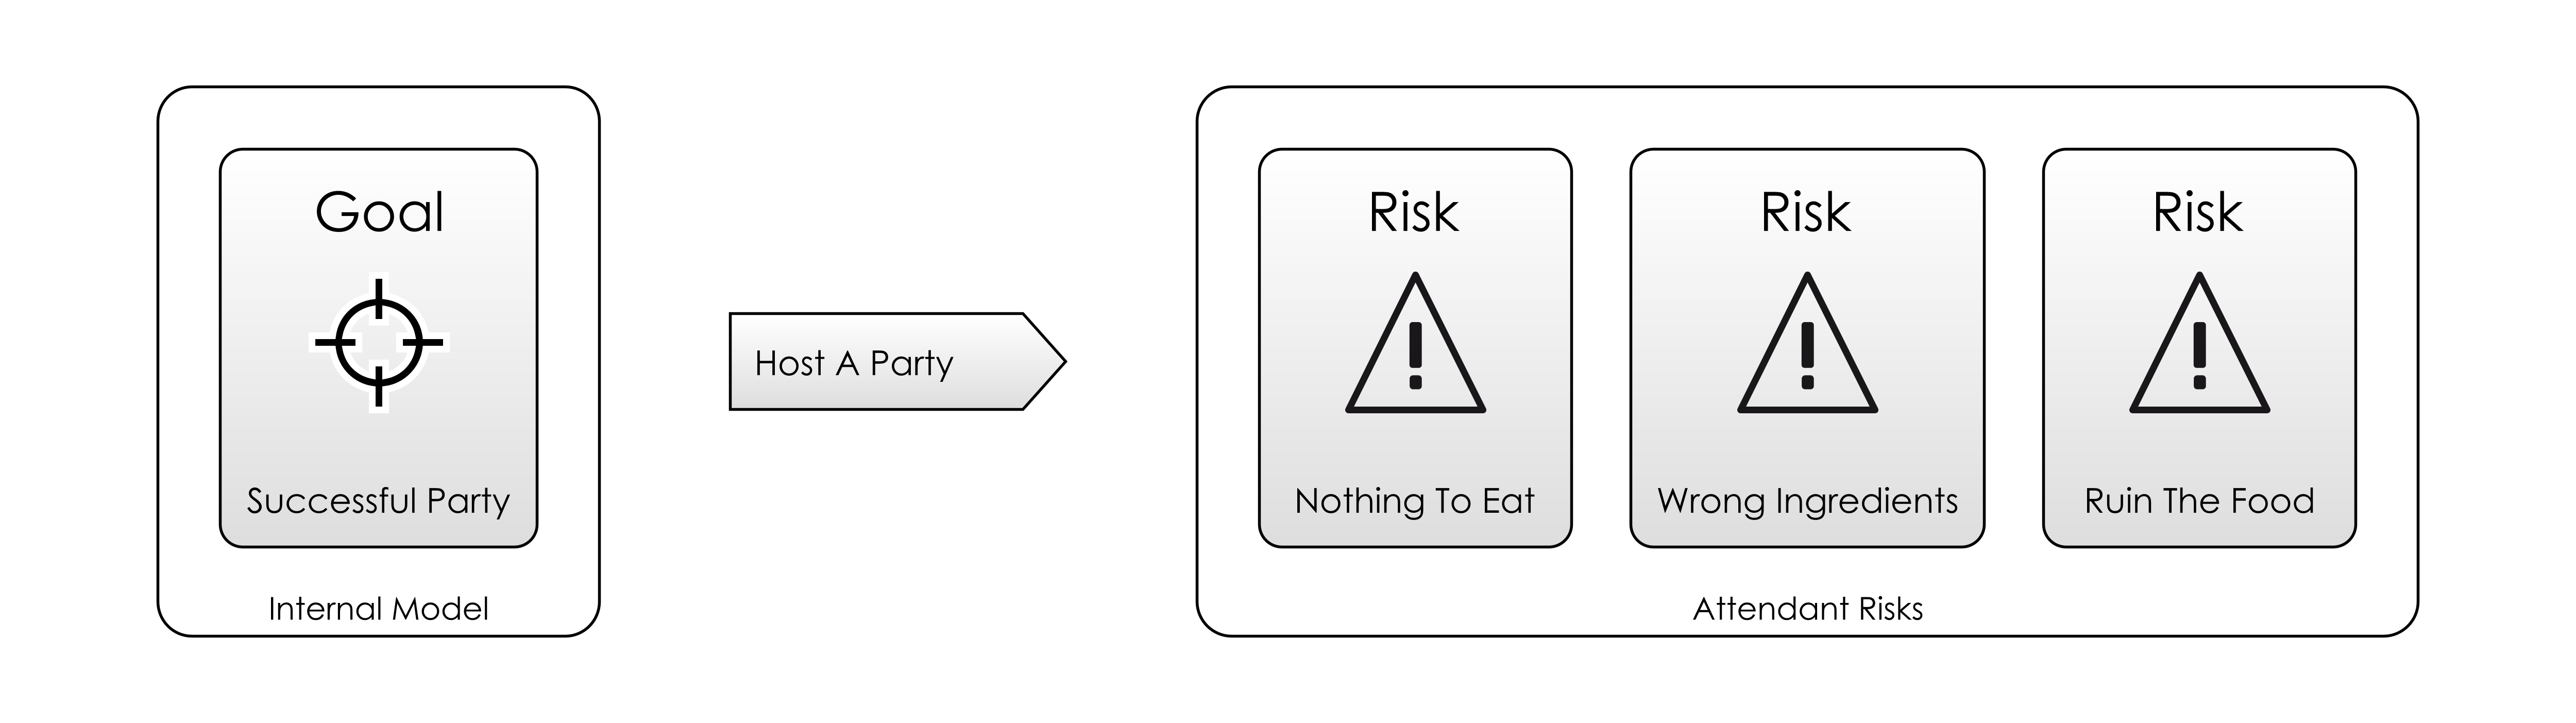 Goal
Successful Party
Internal Model
Host A Party
Risk
Nothing To Eat
Risk
Wrong Ingredients
Risk
Ruin The Food
Attendant Risks